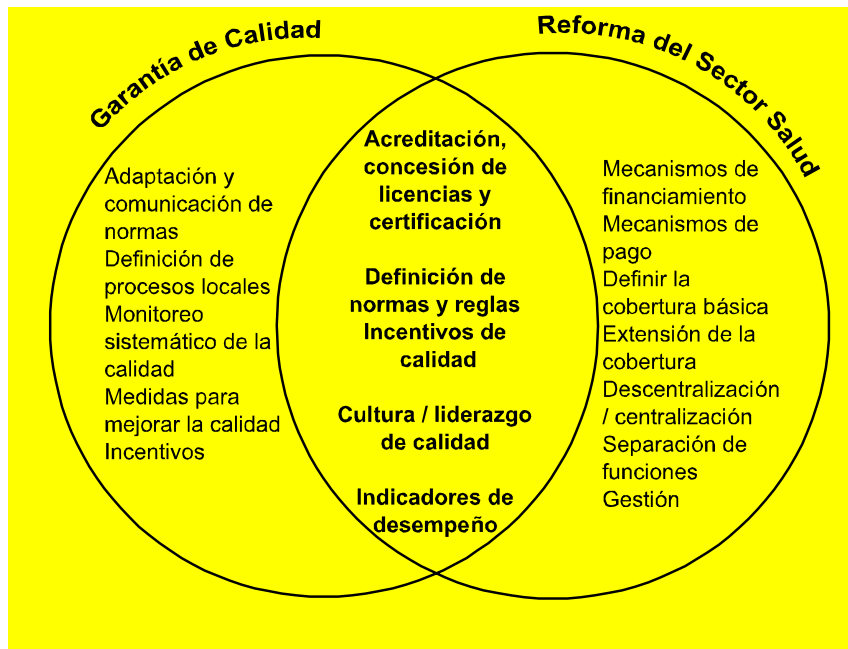 Garantía de Calidad
Reforma del Sector Salud
Adaptación y
comunicación de
normas
Definición de
procesos locales
Monitoreo
sistemático de la
calidad
Medidas para
mejorar la calidad
Incentivos
Acreditación,
concesión de
licencias y
certificación
Definición de
normas y reglas
Incentivos de
calidad
Cultura / liderazgo
de calidad
Indicadores de
desempeño
Mecanismos de
financiamiento
Mecanismos de
pago
Definir la
cobertura básica
Extensión de la
cobertura
Descentralización
/ centralización
Separación de
funciones
Gestión